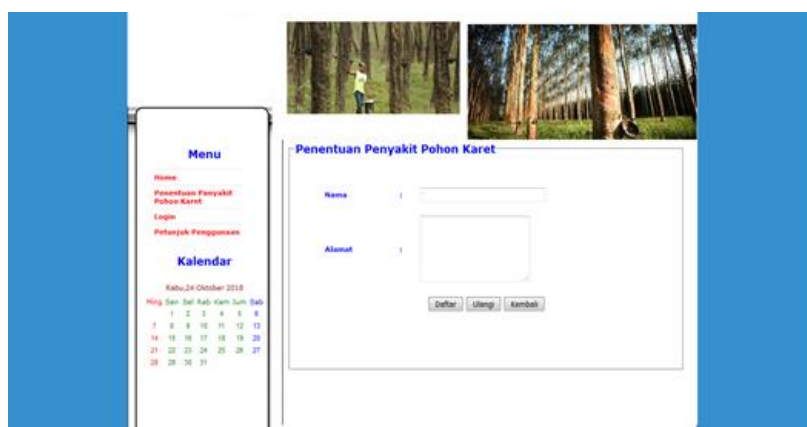 Menu
Home
Penentuan Penyakit
Pohon Karet
Login
Petunjuk Penggunaan
Kalendar
Rabu,24 Oktober 2018
Ming Sen Sel Rab Kam Jum Sab
1 2 3 4 5 6
7 8 9 10 11 12 13
14 15 16 17 18 19 20
21 22 23 24 25 26 27
28 29 30 31
Penentuan Penyakit Pohon Karet
Nama :
Alamat :
Daftar Ulangi Kembali